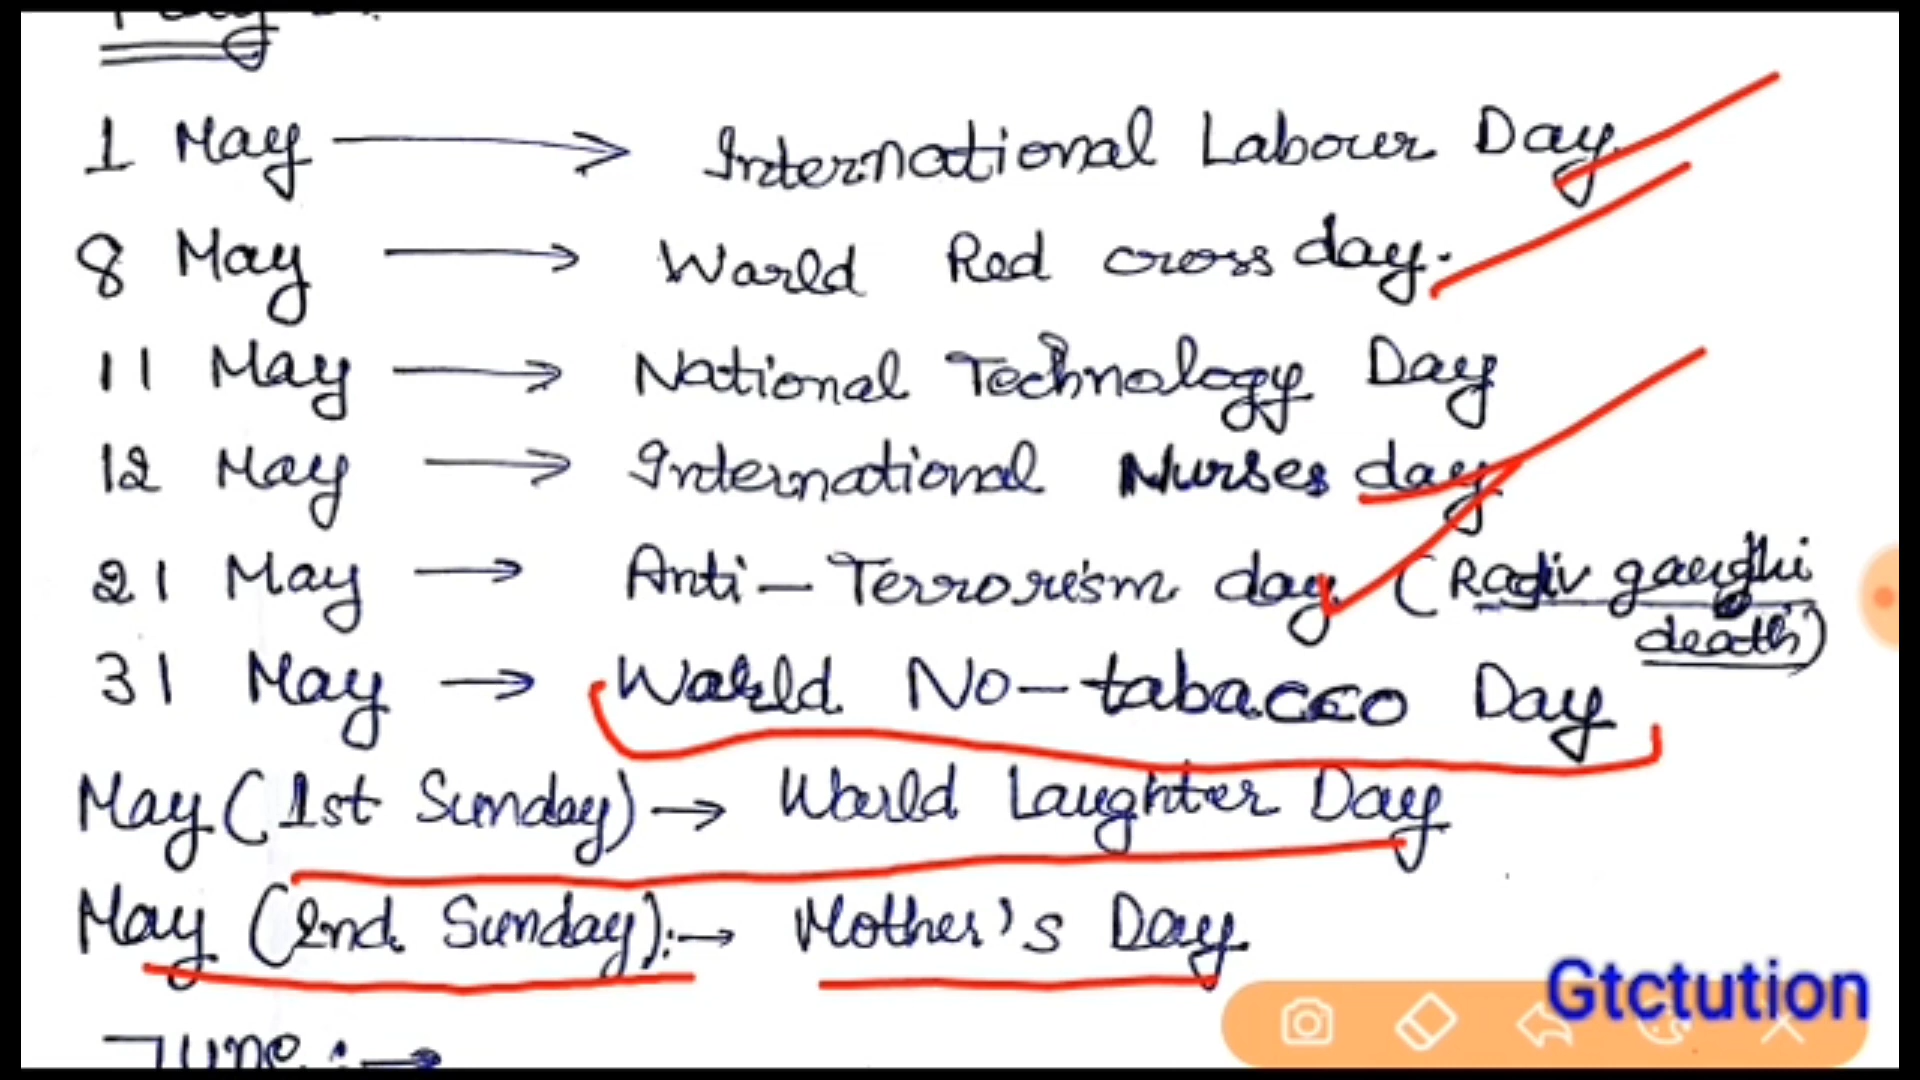 May
1 May → International Labour Day
8 May → World Red cross day.
11 May → National Technology Day
12 May → International Nurses day
21 May → Anti-Terrorism day (Rajiv gandhi
death)
31 May → World No-tabacco Day
May (1st Sunday) → World Laughter Day
May (2nd Sunday):→ Mother's Day
Gtctution
June :→